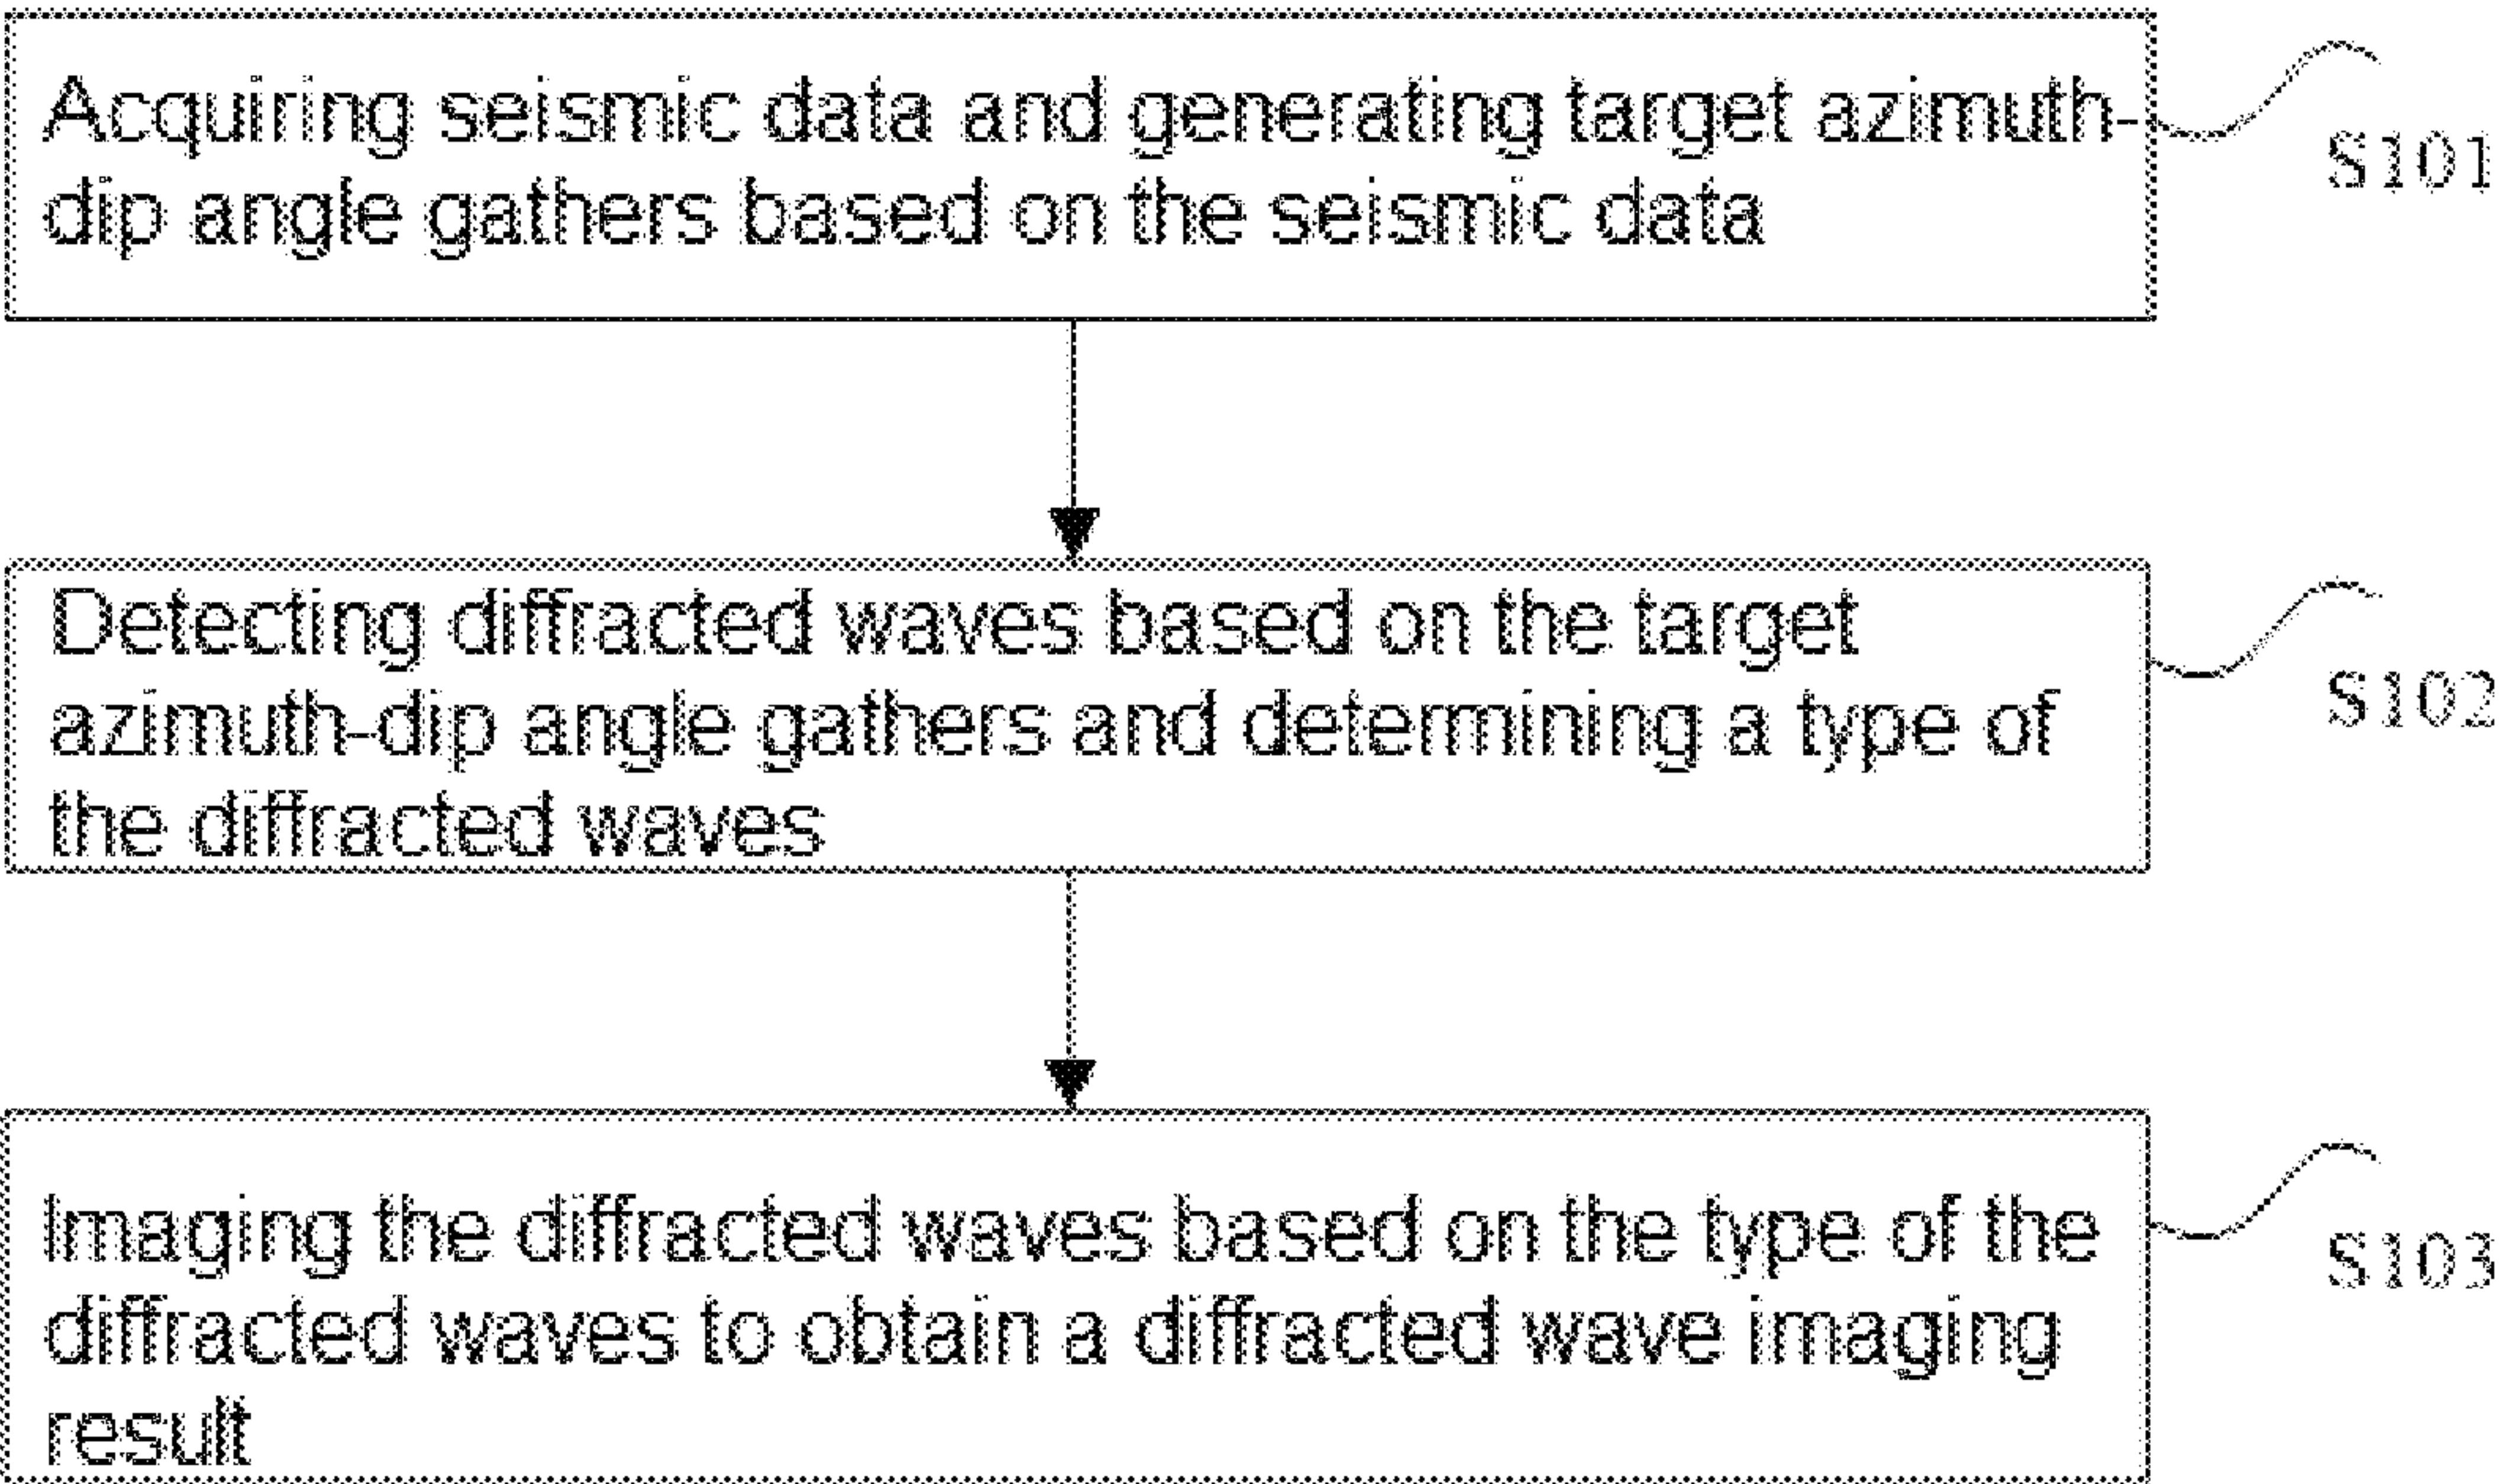 Acquiring seismic data and generating target azimuth-
dip angle gathers based on the seismic data
S101
Detecting diffracted waves based on the target
azimuth-dip angle gathers and determining a type of
the diffracted waves
S102
Imaging the diffracted waves based on the type of the
diffracted waves to obtain a diffracted wave imaging
result
S103